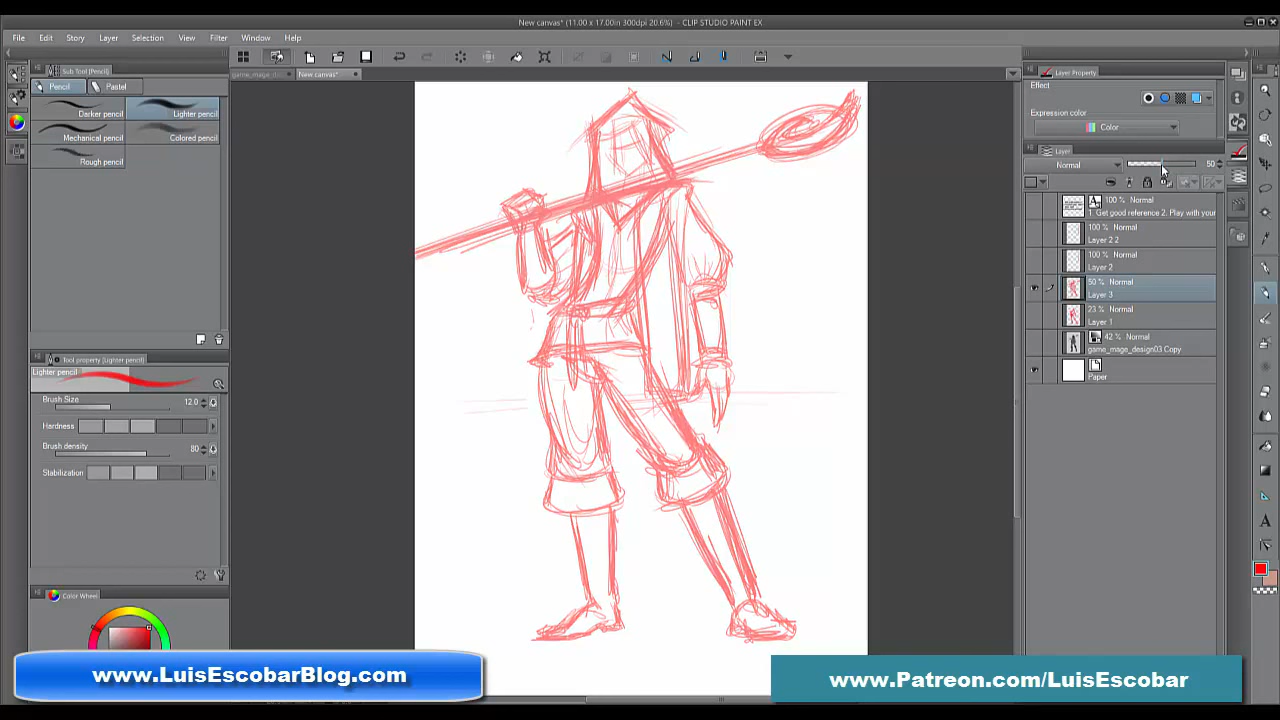 New canvas* (11.00 x 17.00in 300dpi 20.6%) - CLIP STUDIO PAINT EX
File Edit Story Layer Selection View Filter Window Help
Sub Tool [Pencil]
Pencil Pastel
Darker pencil Lighter pencil
Mechanical pencil Colored pencil
Rough pencil
Tool property [Lighter pencil]
Lighter pencil
Brush Size 12.0
Hardness
Brush density 80
Stabilization
Color Wheel
New canvas*
Layer Property
Effect
Expression color
Color
Layer
Normal 50
100 % Normal
1. Get good reference 2. Play with your
100 % Normal
Layer 2 2
100 % Normal
Layer 2
50 % Normal
Layer 3
23 % Normal
Layer 1
42 % Normal
game_mage_design03 Copy
Paper
www.LuisEscobarBlog.com
www.Patreon.com/LuisEscobar